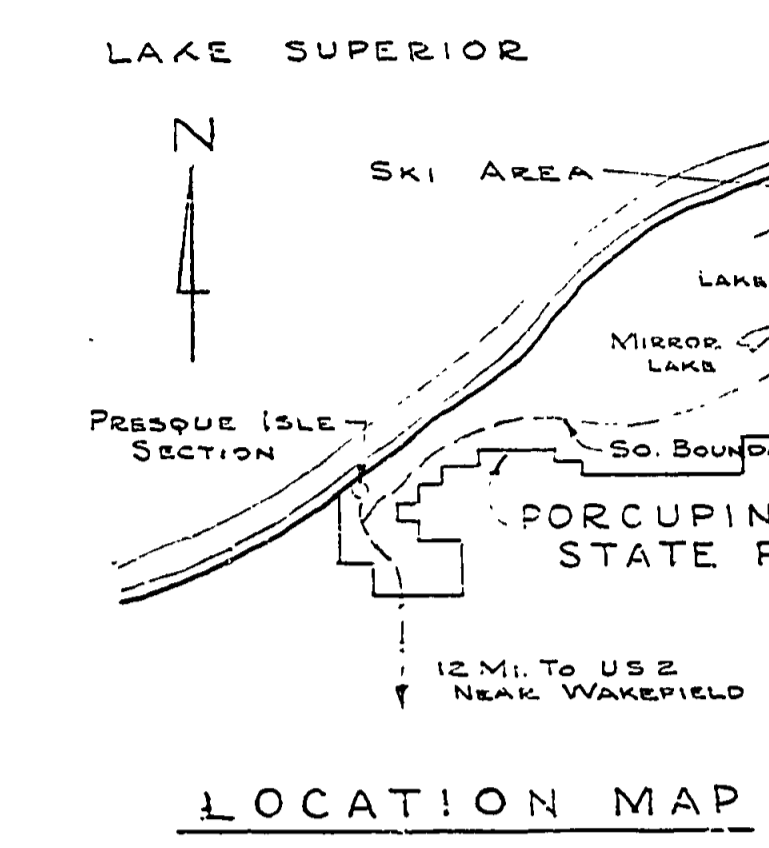 LAKE SUPERIOR
N
SKI AREA
LAKE
MIRROR
LAKE
PRESQUE ISLE
SECTION
SO. BOUND
PORCUPIN
STATE
12 MI. TO US 2
NEAR WAKEFIELD
LOCATION MAP